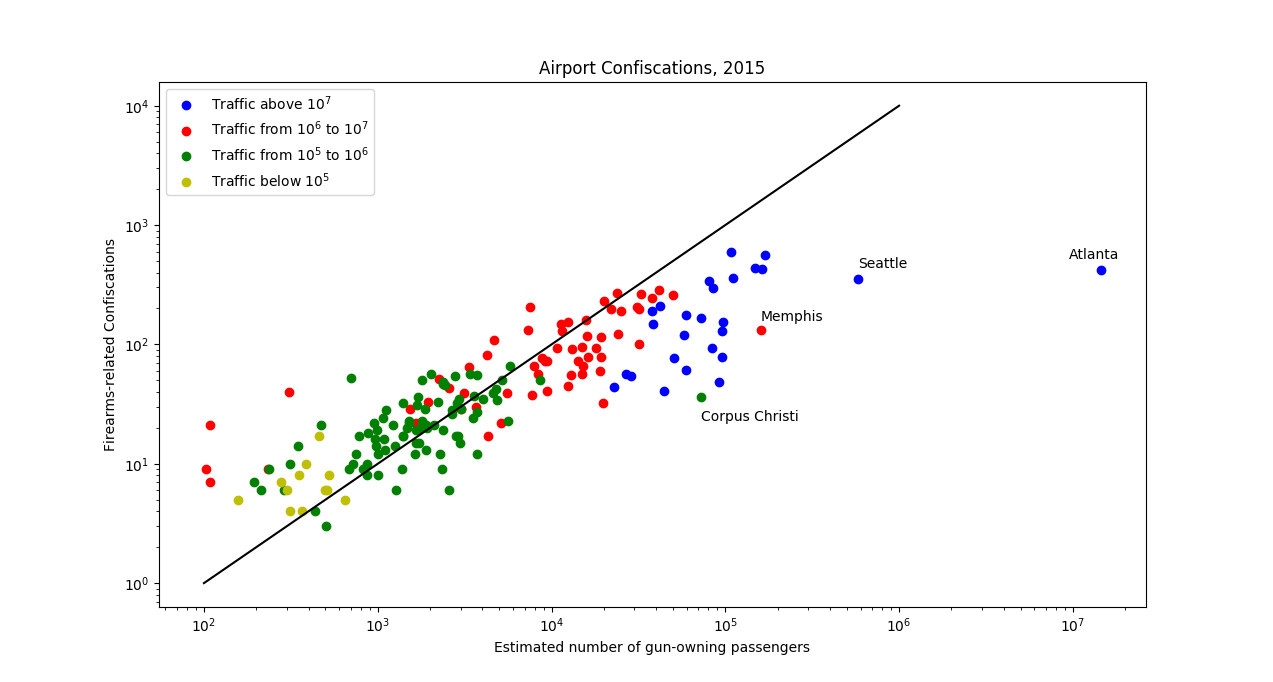 Airport Confiscations, 2015
Traffic above 10^7
Traffic from 10^6 to 10^7
Traffic from 10^5 to 10^6
Traffic below 10^5
Firearms-related Confiscations
10^4
10^3
10^2
10^1
10^0
Seattle
Atlanta
Memphis
Corpus Christi
10^2 10^3 10^4 10^5 10^6 10^7
Estimated number of gun-owning passengers